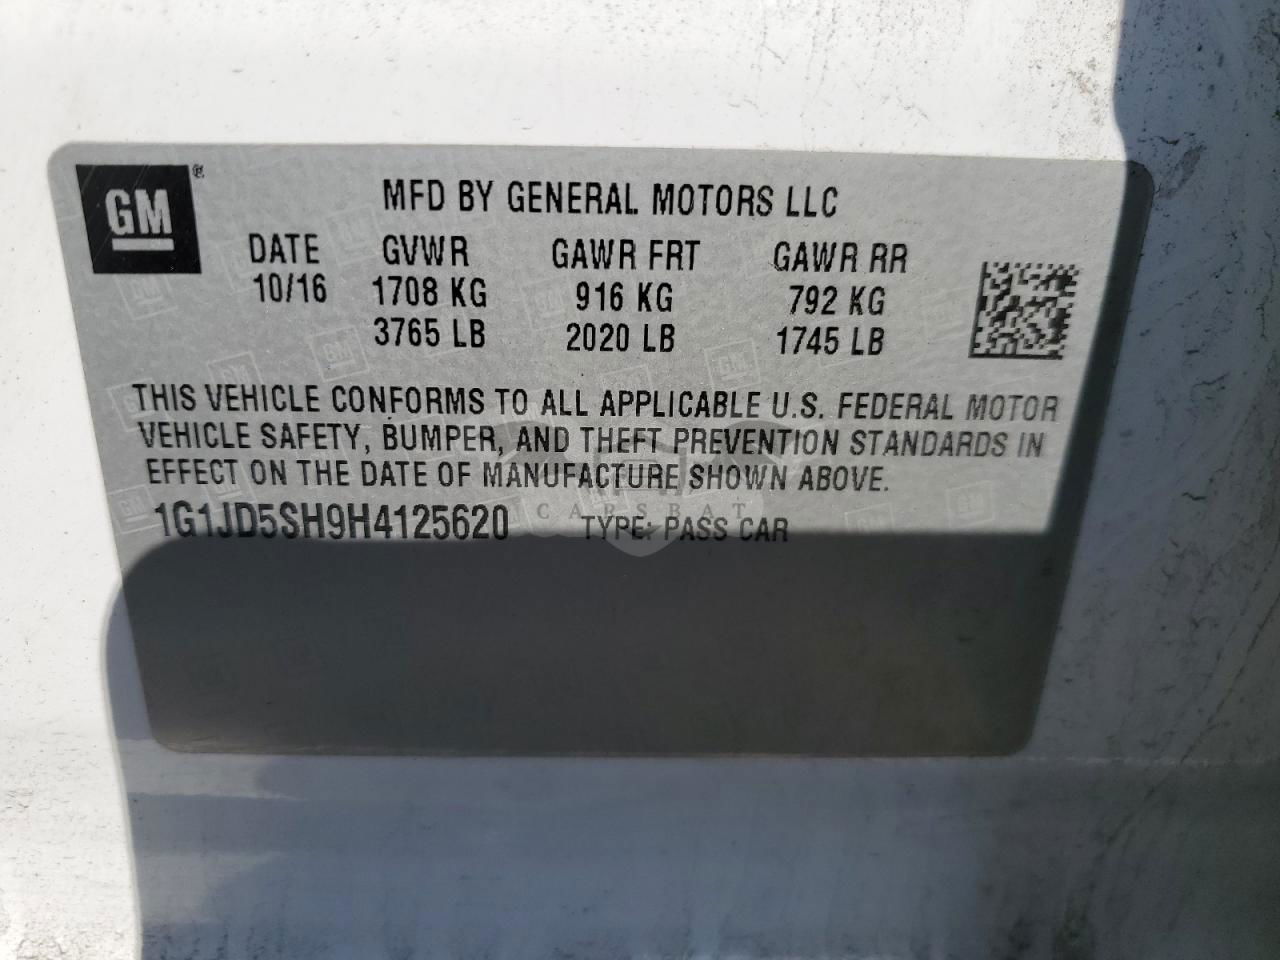 GM®
MFD BY GENERAL MOTORS LLC
DATE GVWR GAWR FRT GAWR RR
10/16 1708 KG 916 KG 792 KG
3765 LB 2020 LB 1745 LB
THIS VEHICLE CONFORMS TO ALL APPLICABLE U.S. FEDERAL MOTOR
VEHICLE SAFETY, BUMPER, AND THEFT PREVENTION STANDARDS IN
EFFECT ON THE DATE OF MANUFACTURE SHOWN ABOVE.
1G1JD5SH9H4125620 TYPE: PASS CAR
CARSBAT